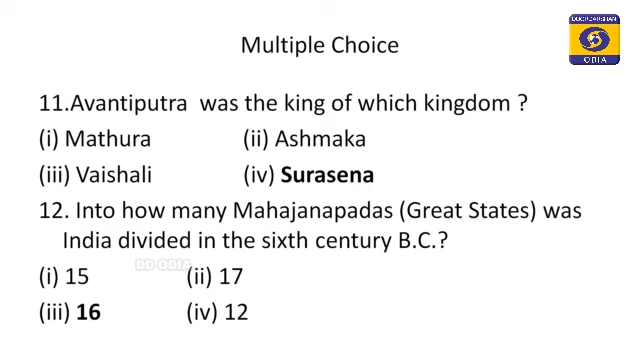 DOORDARSHAN
ODIA
Multiple Choice
11.Avantiputra was the king of which kingdom ?
(i) Mathura (ii) Ashmaka
(iii) Vaishali (iv) Surasena
12. Into how many Mahajanapadas (Great States) was
India divided in the sixth century B.C.?
DD ODIA
(i) 15 (ii) 17
(iii) 16 (iv) 12